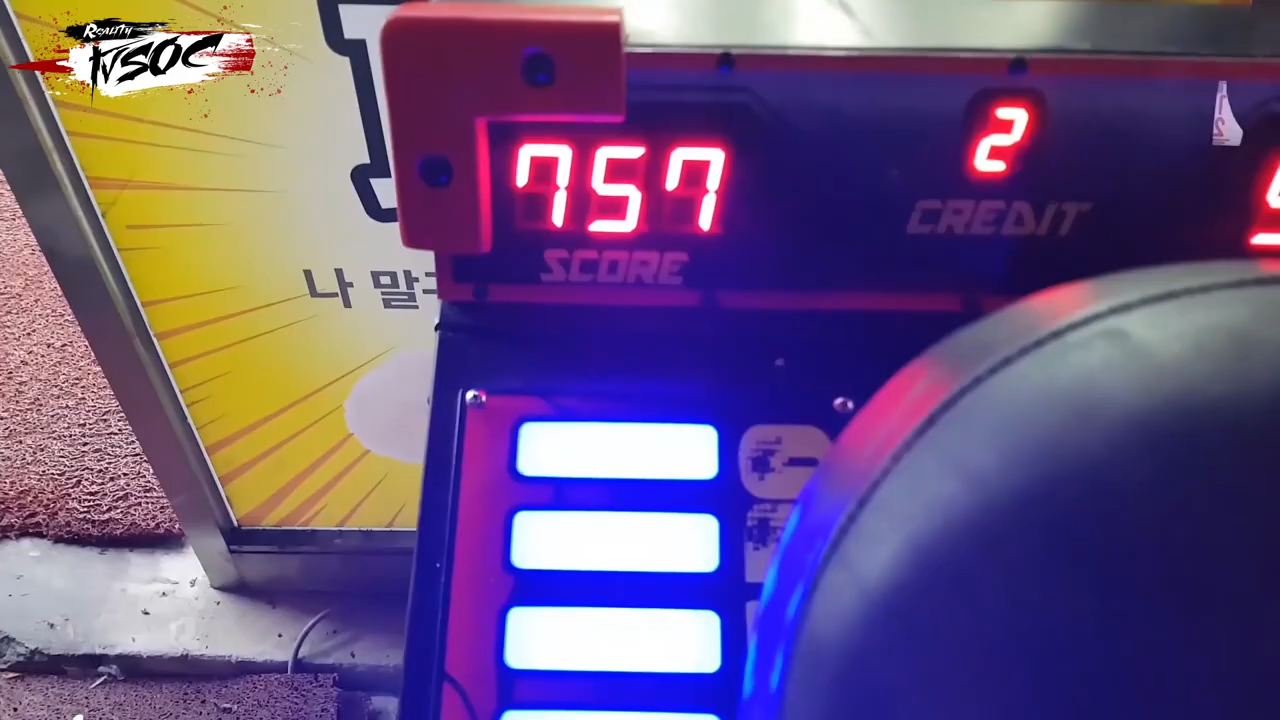 REALITY
TVSOC
757
SCORE
2
CREDIT
나 말